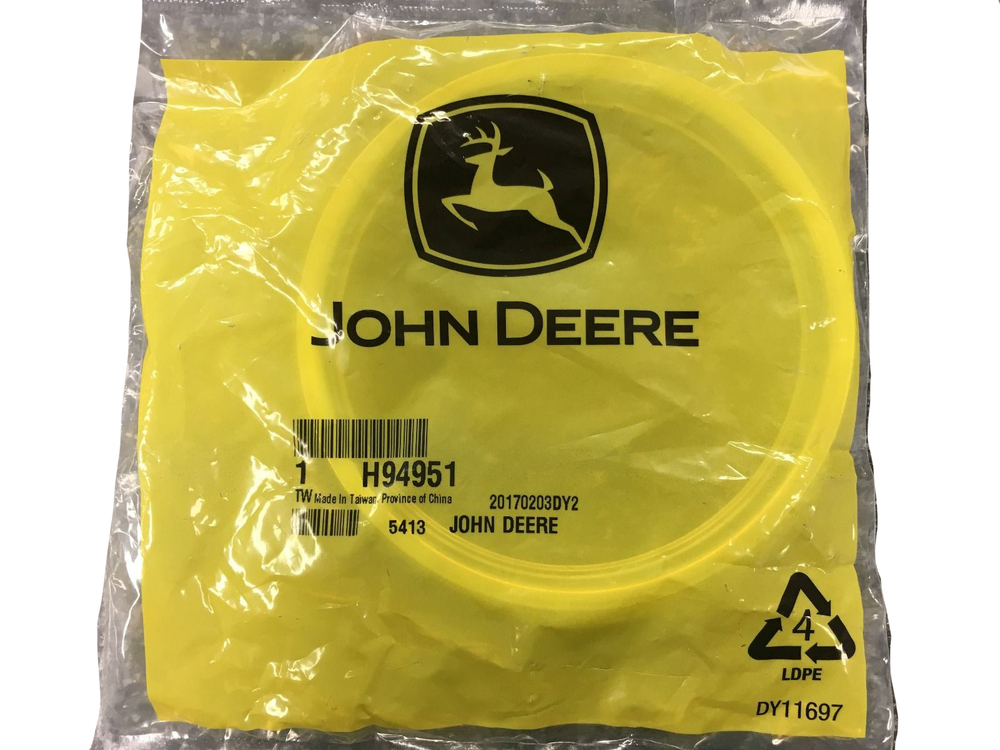 JOHN DEERE
1 H94951
TW Made In Taiwan Province of China 20170203DY2
5413 JOHN DEERE
4
LDPE
DY11697